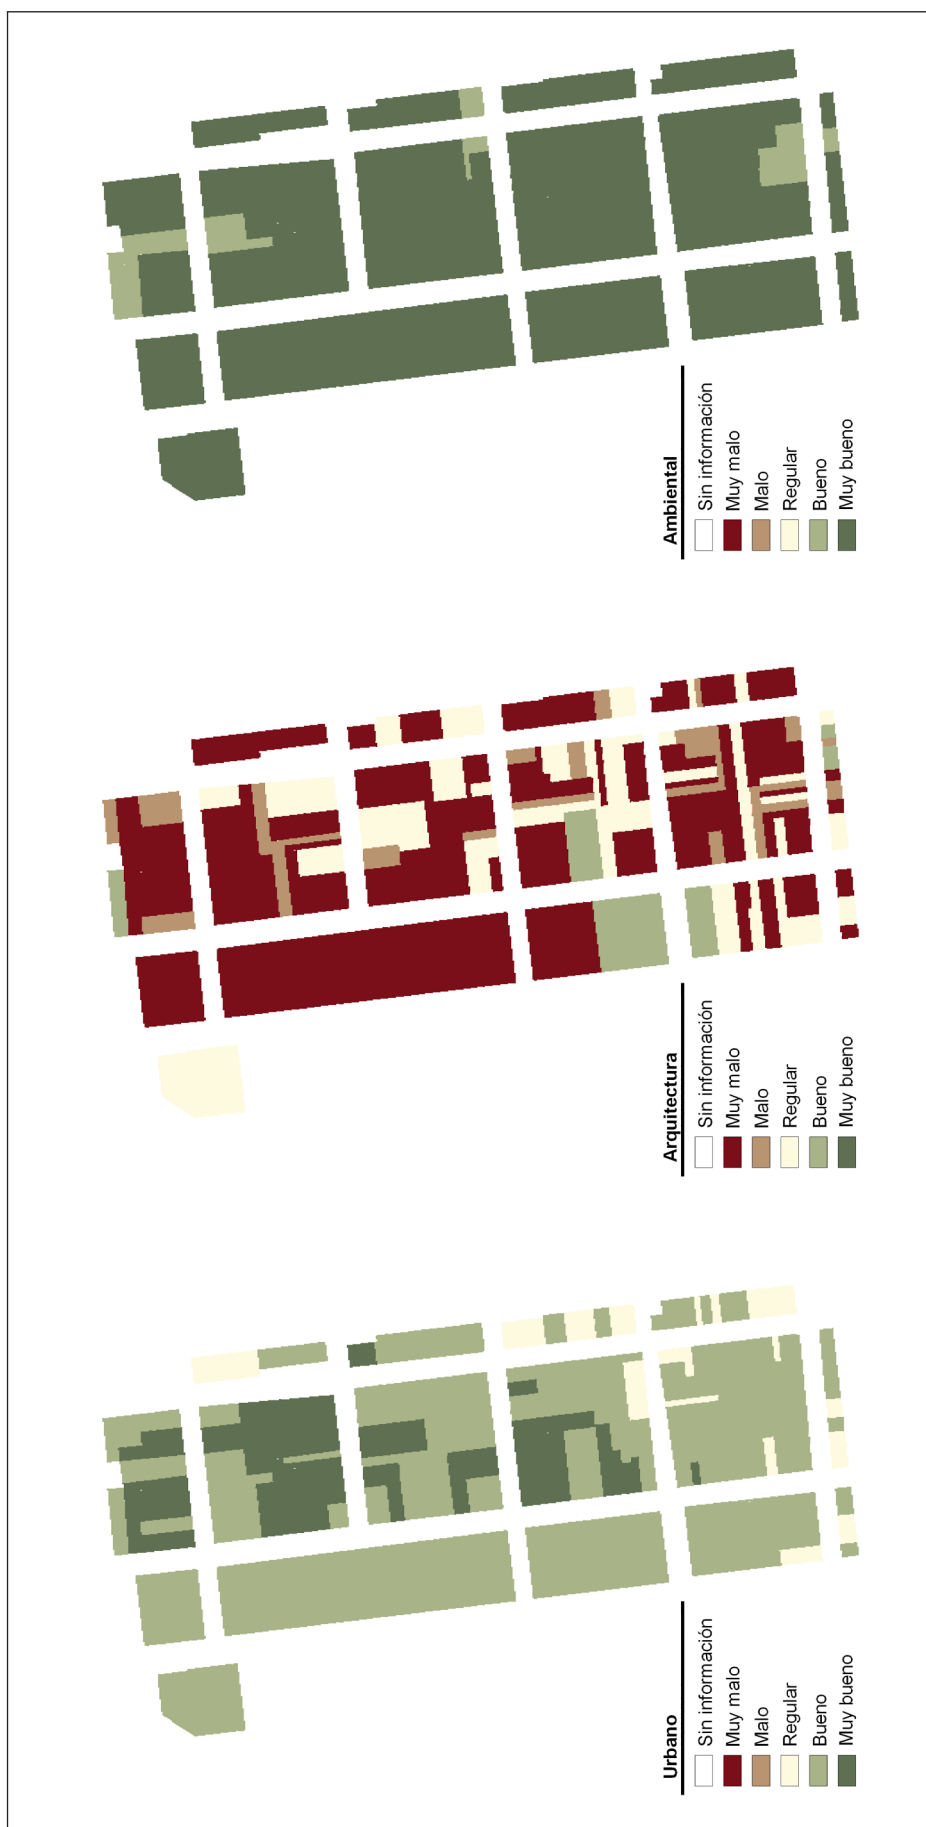 Urbano
Sin información
Muy malo
Malo
Regular
Bueno
Muy bueno
Arquitectura
Sin información
Muy malo
Malo
Regular
Bueno
Muy bueno
Ambiental
Sin información
Muy malo
Malo
Regular
Bueno
Muy bueno